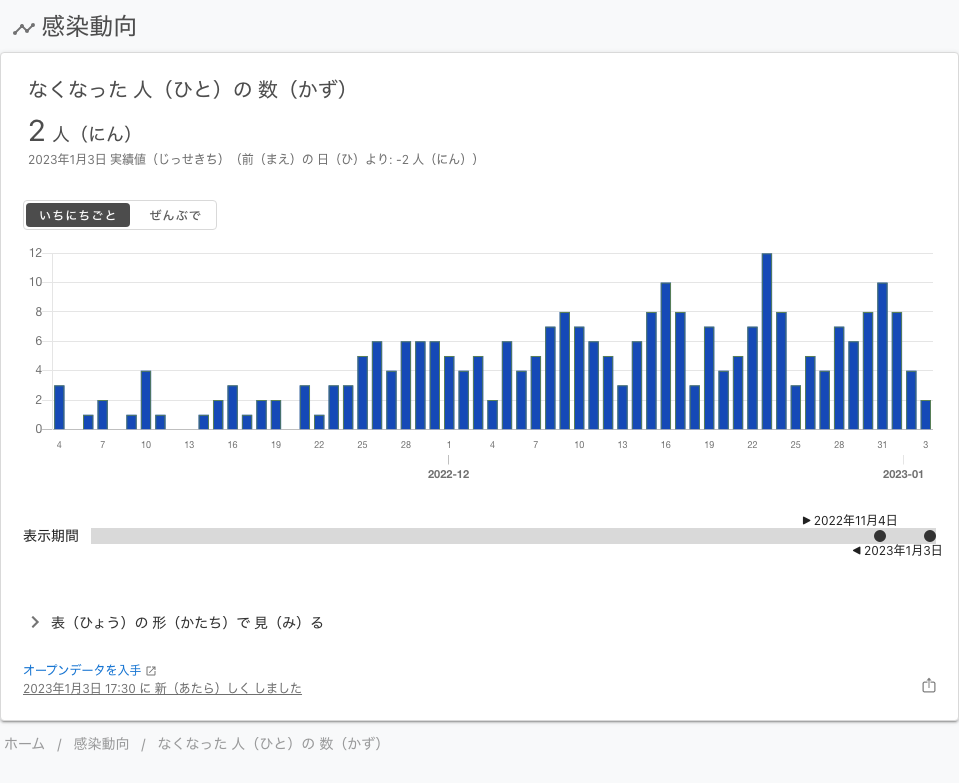 感染動向
なくなった 人（ひと）の 数（かず）
2 人（にん）
2023年1月3日 実績値（じっせきち）（前（まえ）の 日（ひ）より: -2 人（にん））
いちにちごと ぜんぶで
12
10
8
6
4
2
0
4 7 10 13 16 19 22 25 28 1 4 7 10 13 16 19 22 25 28 31 3
2022-12 2023-01
▶ 2022年11月4日
表示期間
◀ 2023年1月3日
表（ひょう）の 形（かたち）で 見（み）る
オープンデータを入手
2023年1月3日 17:30 に 新（あたら）しく しました
ホーム / 感染動向 / なくなった 人（ひと）の 数（かず）